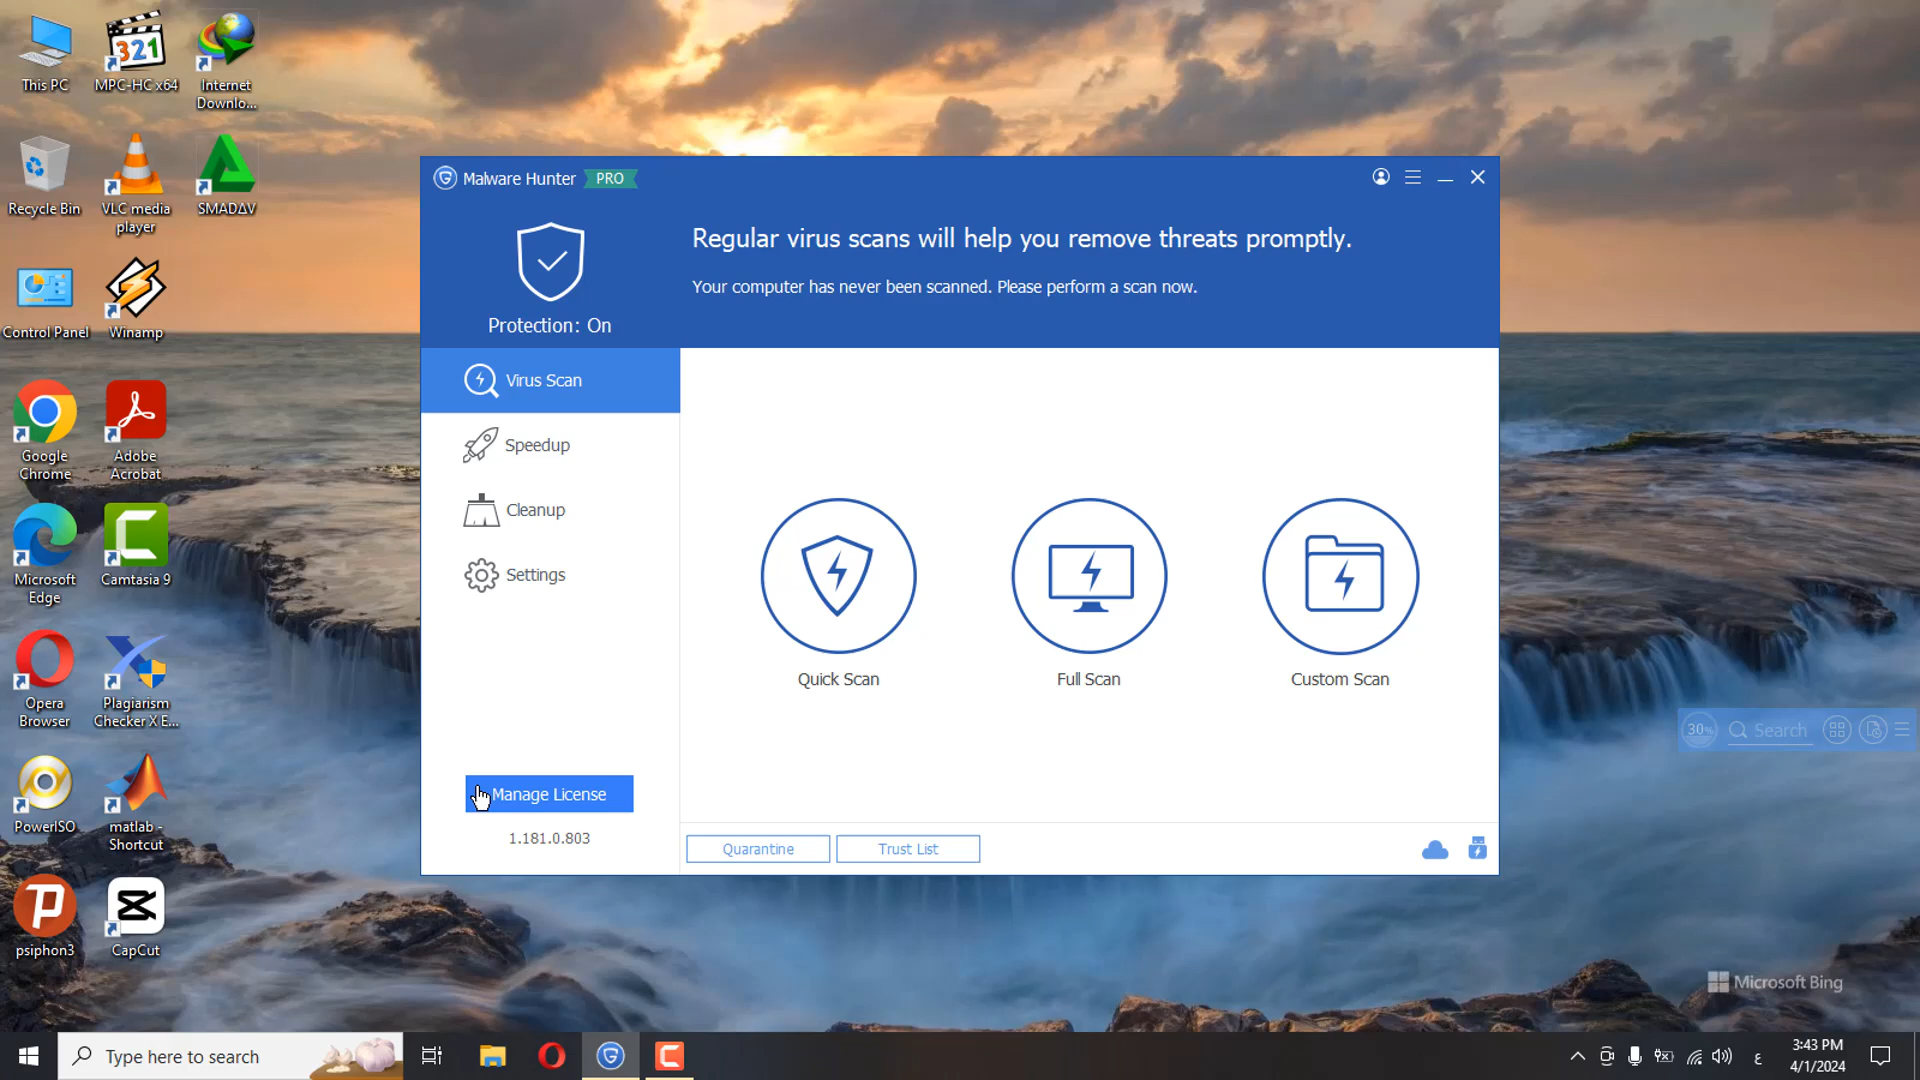 This PC
MPC-HC x64
321
Internet
Downlo...
Recycle Bin
VLC media
player
SMADAV
Control Panel
Winamp
Google
Chrome
Adobe
Acrobat
Microsoft
Edge
Camtasia 9
Opera
Browser
Plagiarism
Checker X E...
PowerISO
matlab -
Shortcut
psiphon3
CapCut
Malware Hunter PRO
Protection: On
Regular virus scans will help you remove threats promptly.
Your computer has never been scanned. Please perform a scan now.
Virus Scan
Speedup
Cleanup
Settings
Quick Scan
Full Scan
Custom Scan
Manage License
1.181.0.803
Quarantine
Trust List
30%
Search
Microsoft Bing
Type here to search
ع
3:43 PM
4/1/2024